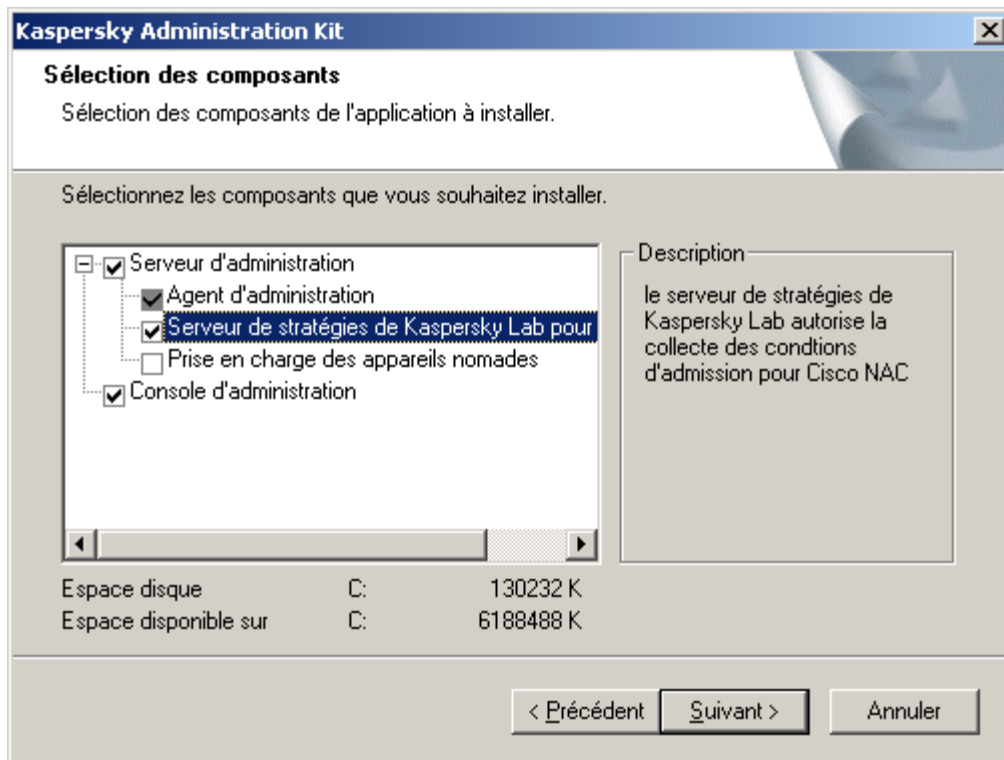 Kaspersky Administration Kit
Sélection des composants
Sélection des composants de l'application à installer.
Sélectionnez les composants que vous souhaitez installer.
Serveur d'administration
Agent d'administration
Serveur de stratégies de Kaspersky Lab pour
Prise en charge des appareils nomades
Console d'administration
Description
le serveur de stratégies de
Kaspersky Lab autorise la
collecte des condtions
d'admission pour Cisco NAC
Espace disque C: 130232 K
Espace disponible sur C: 6188488 K
< Précédent Suivant > Annuler